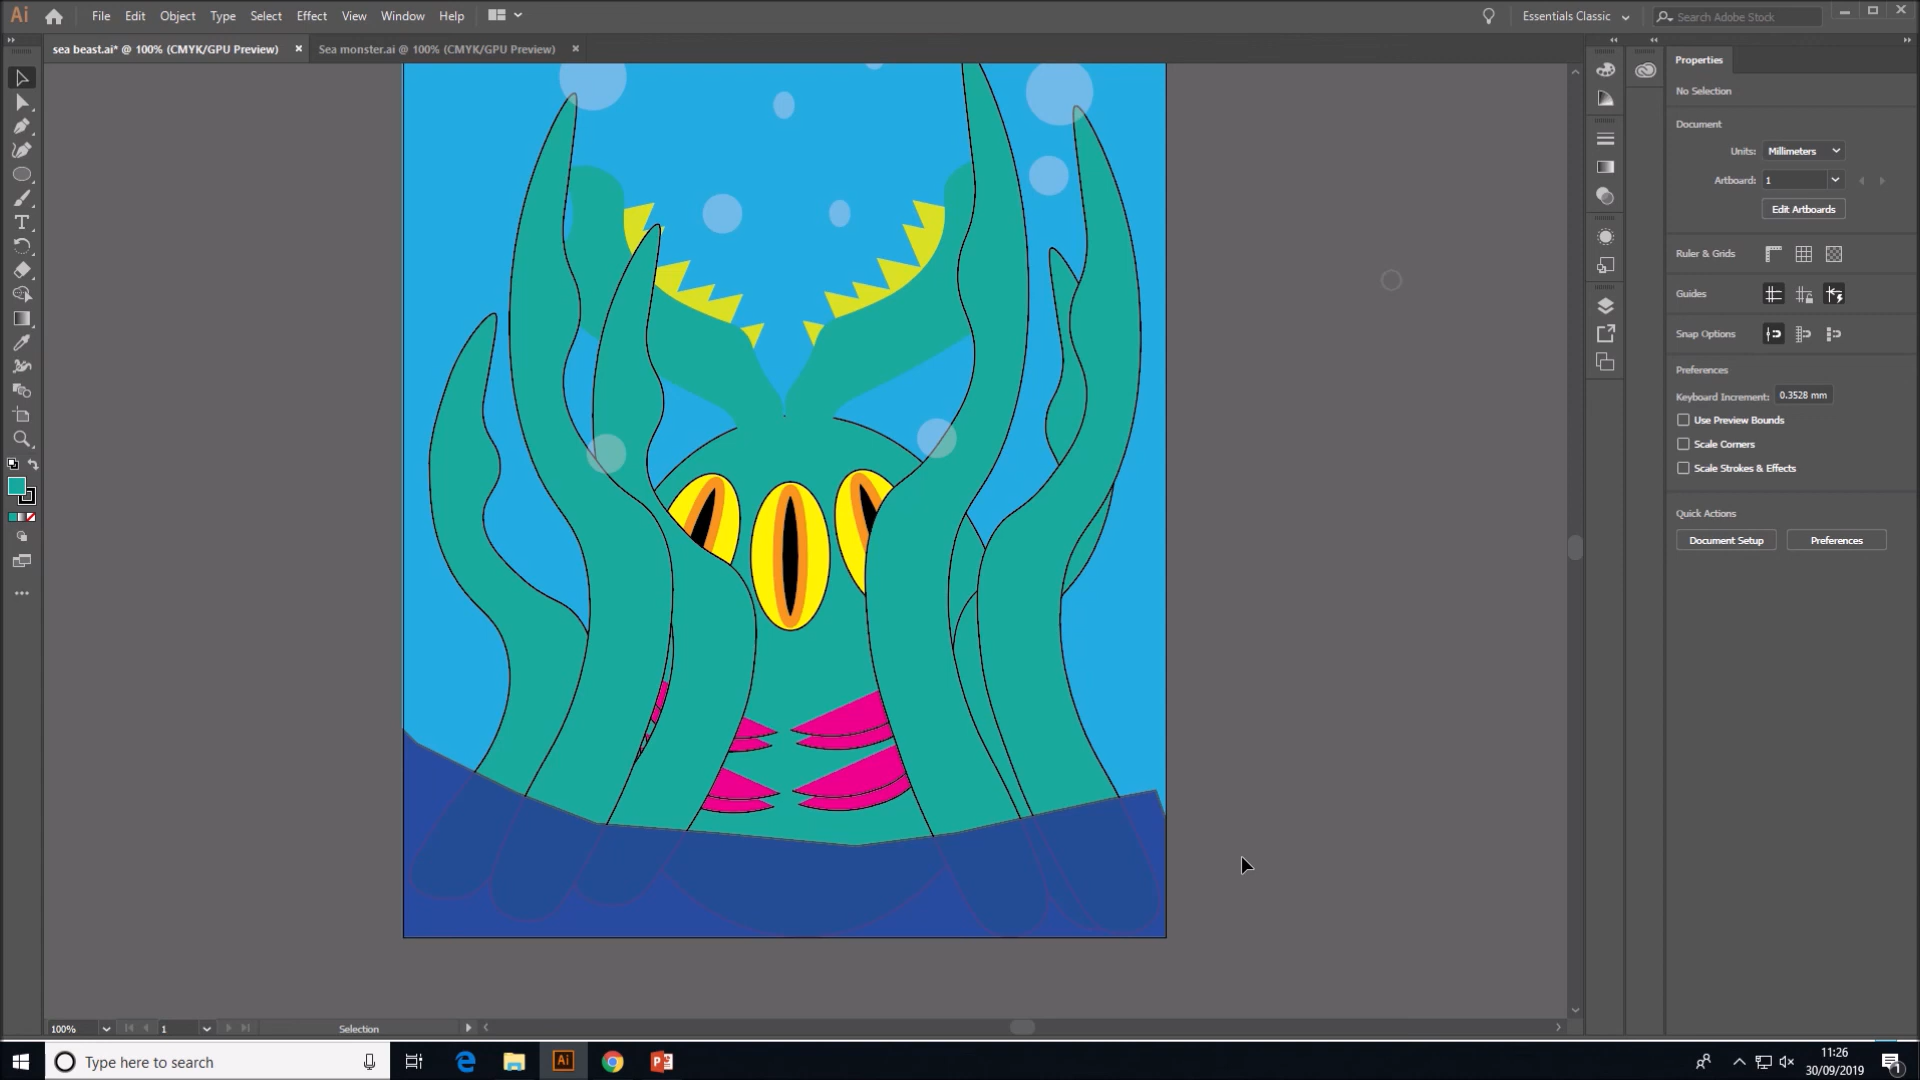 Ai File Edit Object Type Select Effect View Window Help Essentials Classic Search Adobe Stock
sea beast.ai* @ 100% (CMYK/GPU Preview) Sea monster.ai @ 100% (CMYK/GPU Preview)
Properties
No Selection
Document
Units: Millimeters
Artboard: 1
Edit Artboards
Ruler & Grids
Guides
Snap Options
Preferences
Keyboard Increment: 0.3528 mm
Use Preview Bounds
Scale Corners
Scale Strokes & Effects
Quick Actions
Document Setup Preferences
100% 1 Selection
Type here to search Ai 11:26
30/09/2019 1